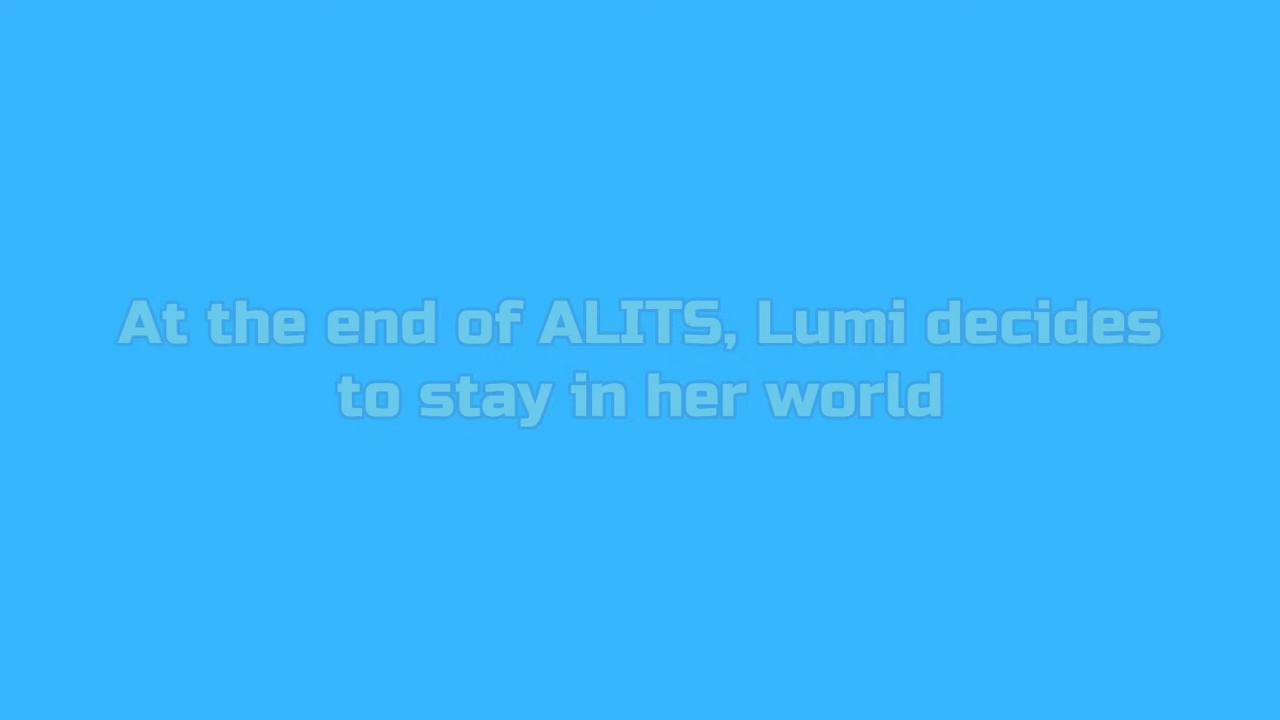 At the end of ALITS, Lumi decides
to stay in her world